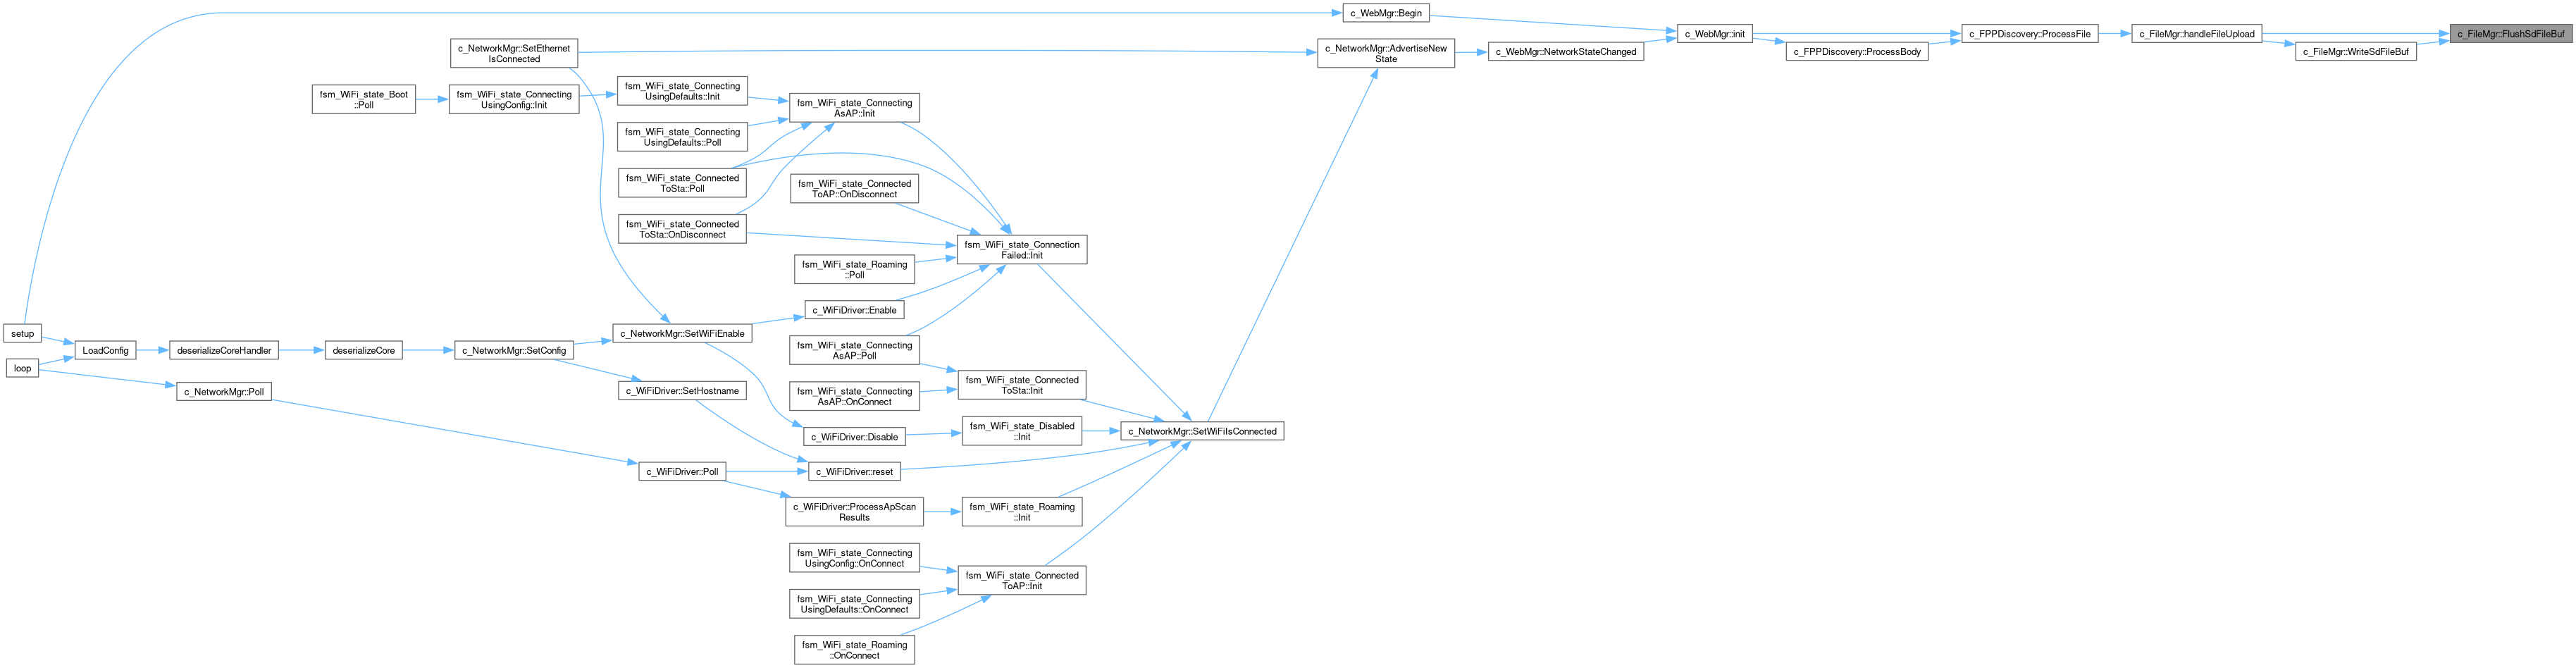 setup
loop
LoadConfig
deserializeCoreHandler
c_NetworkMgr::Poll
fsm_WiFi_state_Boot
::Poll
deserializeCore
c_NetworkMgr::SetEthernet
IsConnected
fsm_WiFi_state_Connecting
UsingConfig::Init
c_NetworkMgr::SetConfig
fsm_WiFi_state_Connecting
UsingDefaults::Init
fsm_WiFi_state_Connecting
UsingDefaults::Poll
fsm_WiFi_state_Connected
ToSta::Poll
fsm_WiFi_state_Connected
ToSta::OnDisconnect
c_NetworkMgr::SetWiFiEnable
c_WiFiDriver::SetHostname
c_WiFiDriver::Poll
fsm_WiFi_state_Connecting
AsAP::Init
fsm_WiFi_state_Connected
ToAP::OnDisconnect
fsm_WiFi_state_Roaming
::Poll
c_WiFiDriver::Enable
fsm_WiFi_state_Connecting
AsAP::Poll
fsm_WiFi_state_Connecting
AsAP::OnConnect
c_WiFiDriver::Disable
c_WiFiDriver::reset
c_WiFiDriver::ProcessApScan
Results
fsm_WiFi_state_Connecting
UsingConfig::OnConnect
fsm_WiFi_state_Connecting
UsingDefaults::OnConnect
fsm_WiFi_state_Roaming
::OnConnect
fsm_WiFi_state_Connection
Failed::Init
fsm_WiFi_state_Connected
ToSta::Init
fsm_WiFi_state_Disabled
::Init
fsm_WiFi_state_Roaming
::Init
fsm_WiFi_state_Connected
ToAP::Init
c_NetworkMgr::SetWiFiIsConnected
c_WebMgr::Begin
c_NetworkMgr::AdvertiseNew
State
c_WebMgr::NetworkStateChanged
c_WebMgr::init
c_FPPDiscovery::ProcessBody
c_FPPDiscovery::ProcessFile
c_FileMgr::handleFileUpload
c_FileMgr::WriteSdFileBuf
c_FileMgr::FlushSdFileBuf